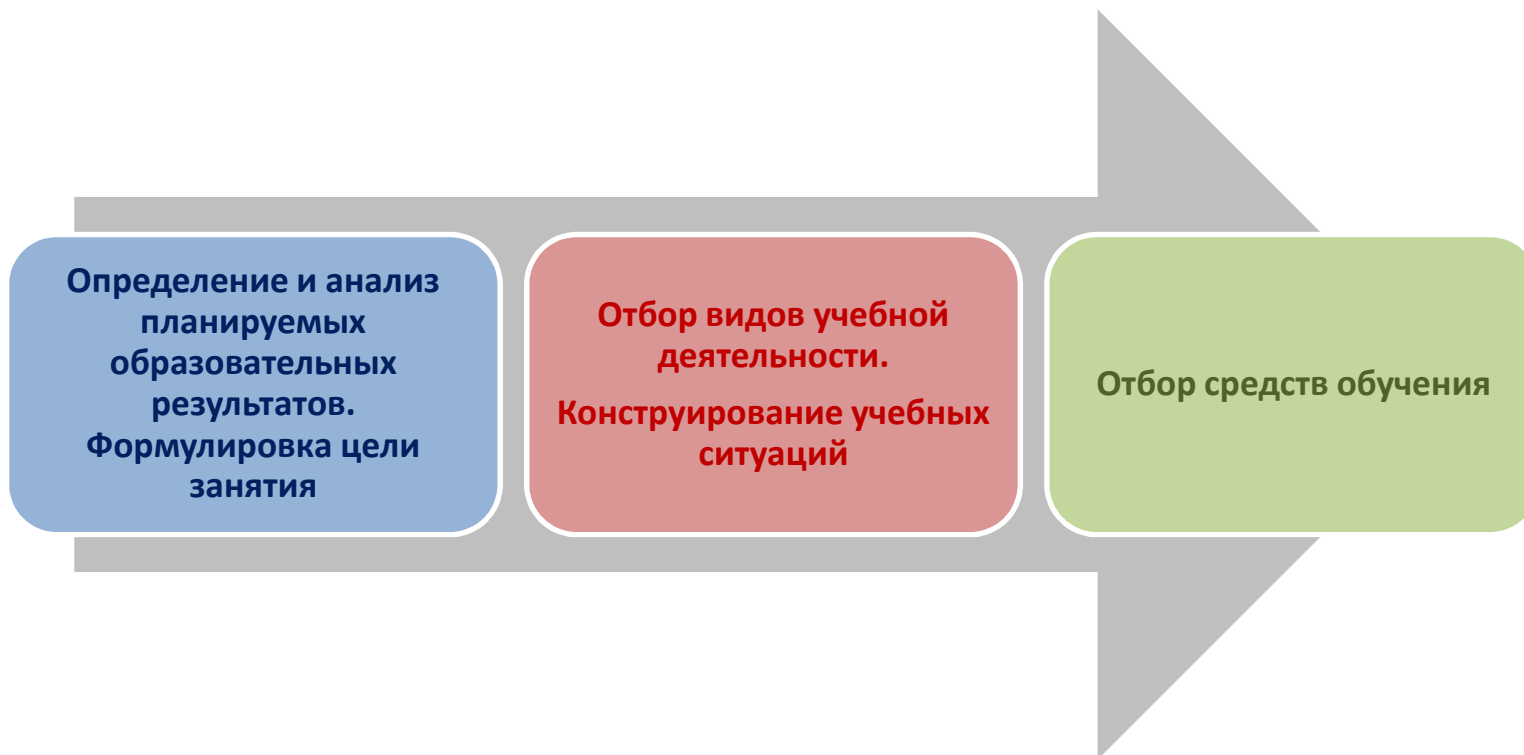 Определение и анализ
планируемых
образовательных
результатов.
Формулировка цели
занятия
Отбор видов учебной
деятельности.
Конструирование учебных
ситуаций
Отбор средств обучения